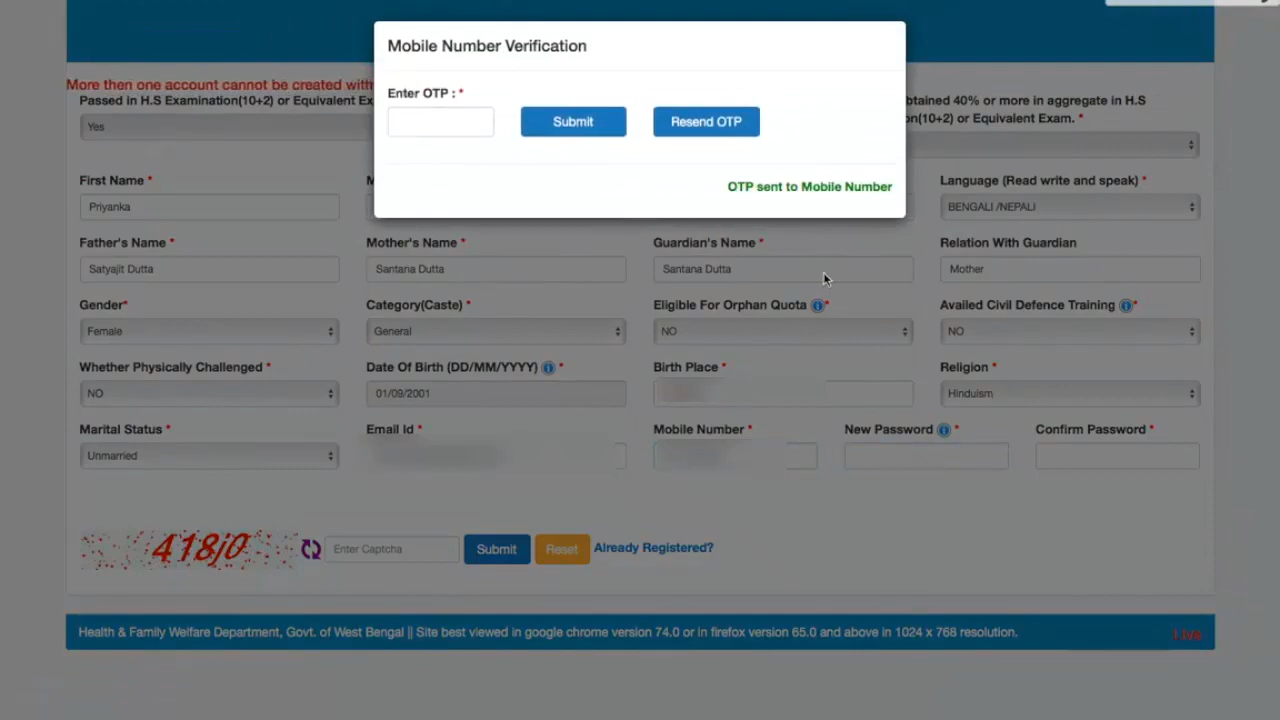 Mobile Number Verification
More then one account cannot be created with
Enter OTP : *
Passed in H.S Examination(10+2) or Equivalent Ex
obtained 40% or more in aggregate in H.S
on(10+2) or Equivalent Exam. *
Yes
Submit
Resend OTP
First Name *
OTP sent to Mobile Number
Language (Read write and speak) *
Priyanka
BENGALI /NEPALI
Father's Name *
Mother's Name *
Guardian's Name *
Relation With Guardian
Satyajit Dutta
Santana Dutta
Santana Dutta
Mother
Gender*
Category(Caste) *
Eligible For Orphan Quota *
Availed Civil Defence Training *
Female
General
NO
NO
Whether Physically Challenged *
Date Of Birth (DD/MM/YYYY) *
Birth Place *
Religion *
NO
01/09/2001
Hinduism
Marital Status *
Email Id *
Mobile Number *
New Password *
Confirm Password *
Unmarried
418j0
Enter Captcha
Submit
Reset
Already Registered?
Health & Family Welfare Department, Govt. of West Bengal || Site best viewed in google chrome version 74.0 or in firefox version 65.0 and above in 1024 x 768 resolution.